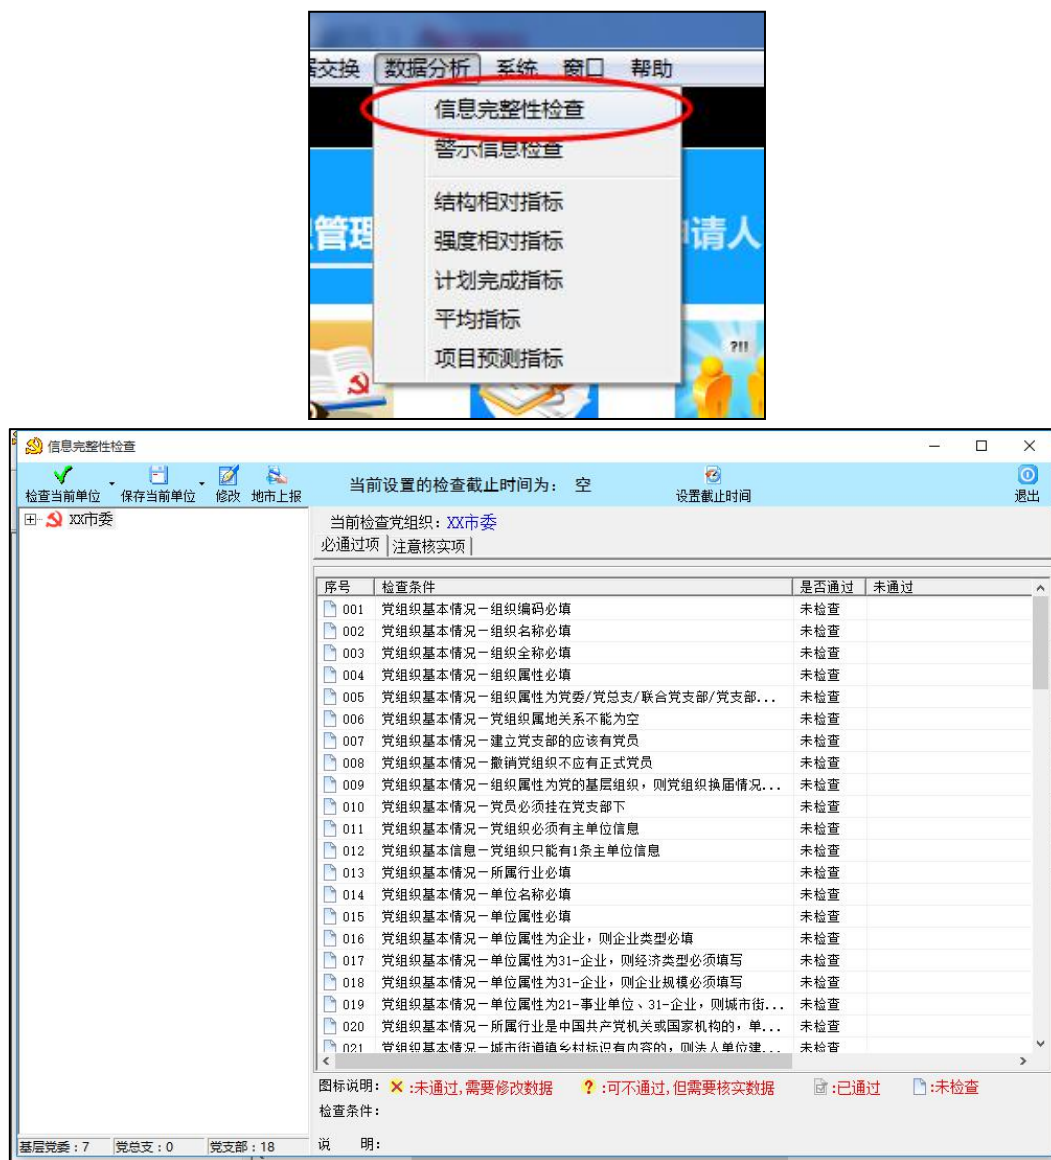 据交换 数据分析 系统 窗口 帮助
信息完整性检查
警示信息检查
结构相对指标
强度相对指标
计划完成指标
平均指标
项目预测指标
管理
请人
?!!
信息完整性检查
检查当前单位 保存当前单位 修改 地市上报 当前设置的检查截止时间为: 空 设置截止时间 退出
XX市委
当前检查党组织: XX市委
必通过项 注意核实项
序号 检查条件 是否通过 未通过
001 党组织基本情况－组织编码必填 未检查
002 党组织基本情况－组织名称必填 未检查
003 党组织基本情况－组织全称必填 未检查
004 党组织基本情况－组织属性必填 未检查
005 党组织基本情况－组织属性为党委/党总支/联合党支部/党支部... 未检查
006 党组织基本情况－党组织属地关系不能为空 未检查
007 党组织基本情况－建立党支部的应该有党员 未检查
008 党组织基本情况－撤销党组织不应有正式党员 未检查
009 党组织基本情况－组织属性为党的基层组织，则党组织换届情况... 未检查
010 党组织基本情况－党员必须挂在党支部下 未检查
011 党组织基本情况－党组织必须有主单位信息 未检查
012 党组织基本信息－党组织只能有1条主单位信息 未检查
013 党组织基本情况－所属行业必填 未检查
014 党组织基本情况－单位名称必填 未检查
015 党组织基本情况－单位属性必填 未检查
016 党组织基本情况－单位属性为企业，则企业类型必填 未检查
017 党组织基本情况－单位属性为31-企业，则经济类型必须填写 未检查
018 党组织基本情况－单位属性为31-企业，则企业规模必须填写 未检查
019 党组织基本情况－单位属性为21-事业单位、31-企业，则城市街... 未检查
020 党组织基本情况－所属行业是中国共产党机关或国家机构的，单... 未检查
021 党组织基本情况－城市街道镇乡村标识有内容的，则法人单位建... 未检查
图标说明: :未通过,需要修改数据 ? :可不通过,但需要核实数据 :已通过 :未检查
检查条件:
说 明:
基层党委:7 党总支:0 党支部:18